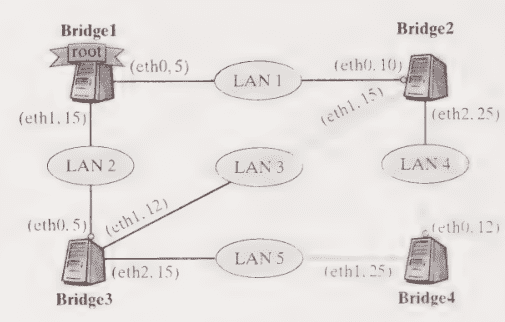 Bridge1
Bridge2
root
(eth0, 5)
(eth0, 10)
LAN 1
(eth1, 15)
(eth1, 15)
(eth2, 25)
LAN 2
LAN 3
LAN 4
(eth0, 5)
(eth1, 12)
(eth0, 12)
LAN 5
(eth2, 15)
(eth1, 25)
Bridge3
Bridge4